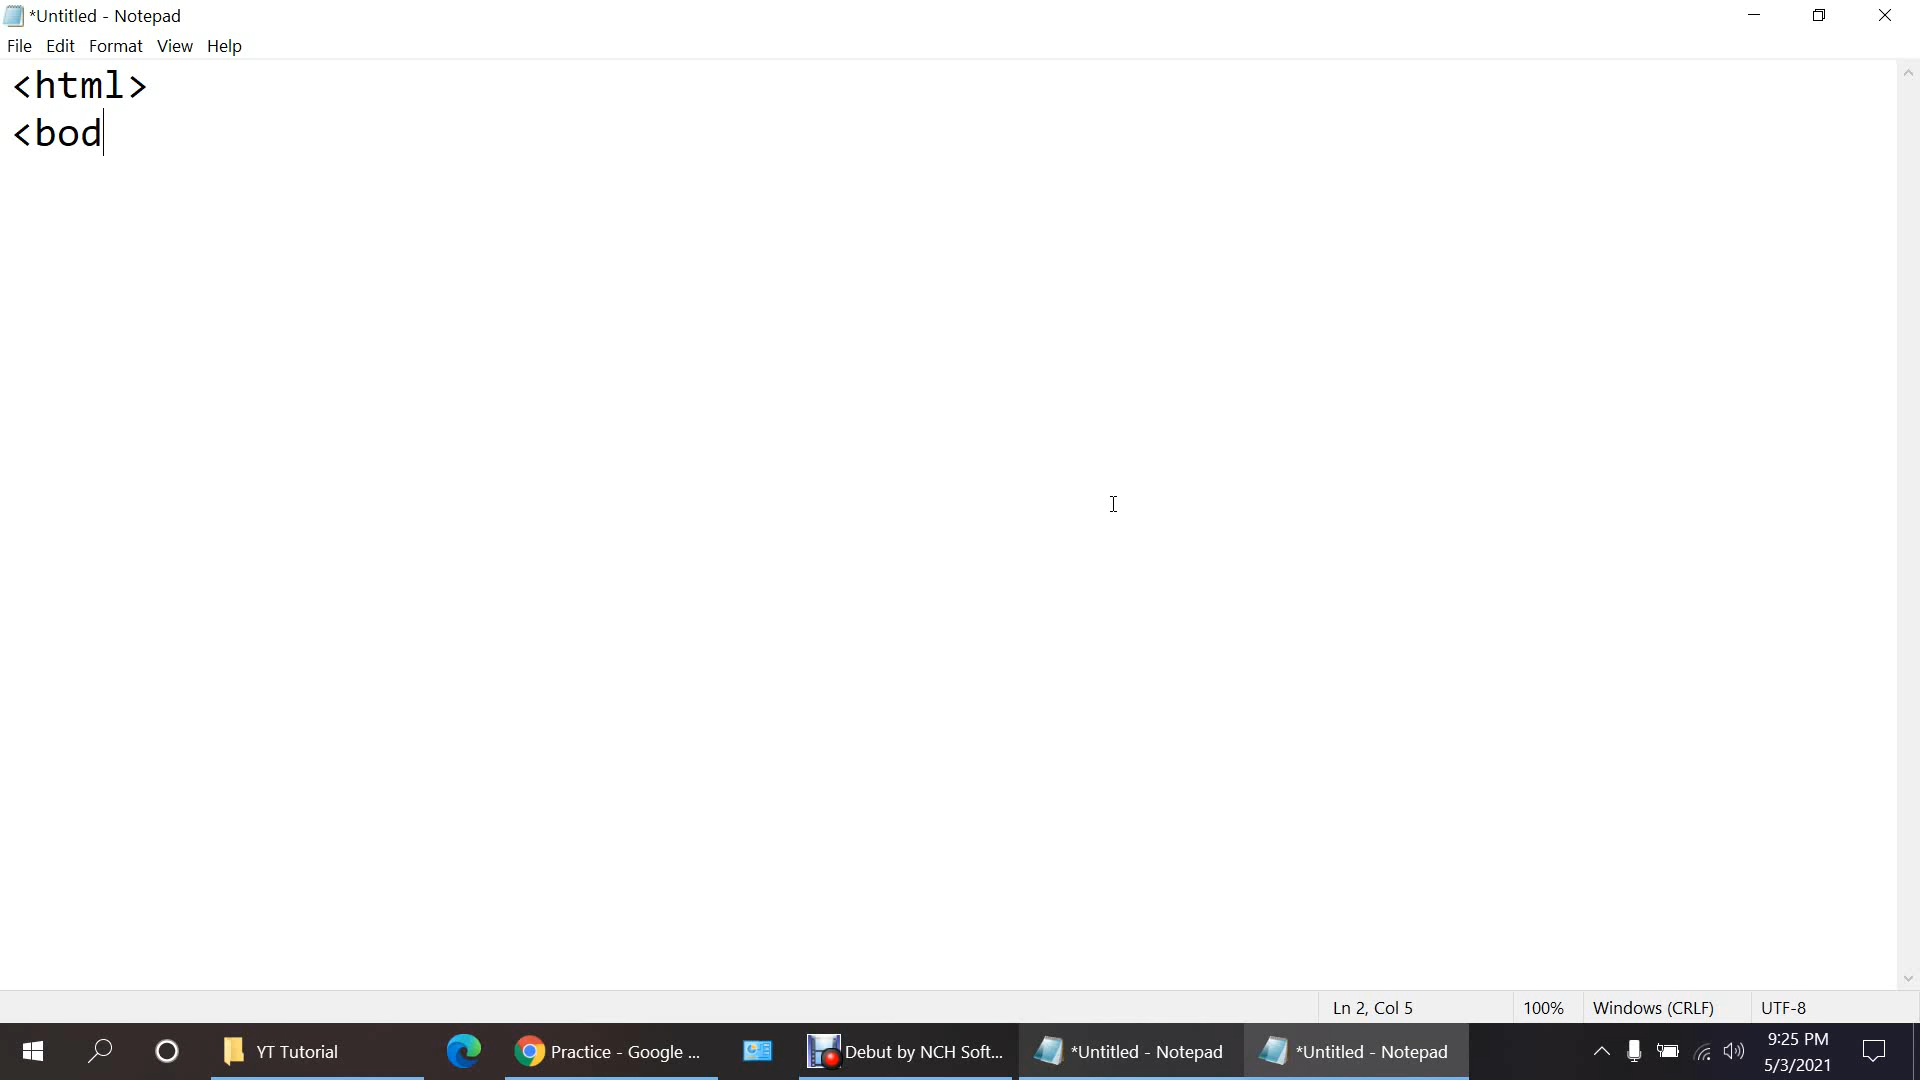 *Untitled - Notepad
File Edit Format View Help
<html>
<bod
Ln 2, Col 5 100% Windows (CRLF) UTF-8
YT Tutorial Practice - Google ... Debut by NCH Soft... *Untitled - Notepad *Untitled - Notepad 9:25 PM
5/3/2021